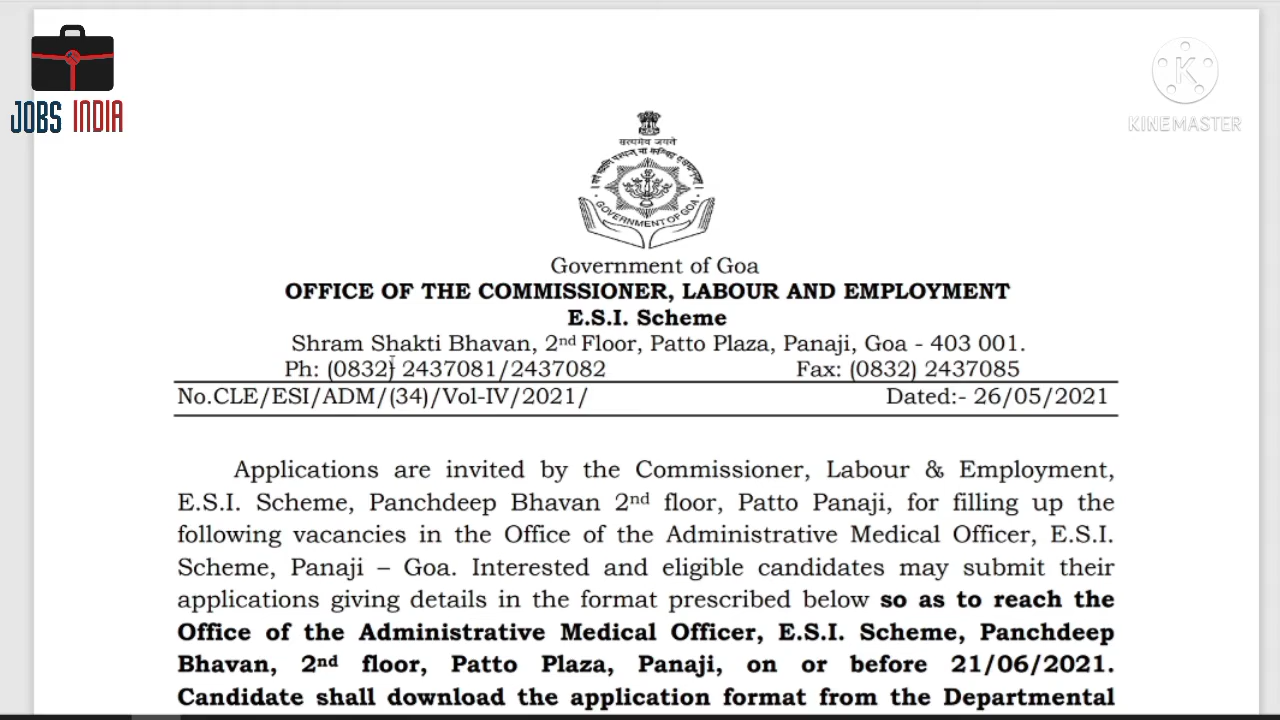 JOBS INDIA
KINEMASTER
सत्यमेव जयते
GOVERNMENT OF GOA
Government of Goa
OFFICE OF THE COMMISSIONER, LABOUR AND EMPLOYMENT
E.S.I. Scheme
Shram Shakti Bhavan, 2nd Floor, Patto Plaza, Panaji, Goa - 403 001.
Ph: (0832) 2437081/2437082 Fax: (0832) 2437085
No.CLE/ESI/ADM/(34)/Vol-IV/2021/ Dated:- 26/05/2021
Applications are invited by the Commissioner, Labour & Employment,
E.S.I. Scheme, Panchdeep Bhavan 2nd floor, Patto Panaji, for filling up the
following vacancies in the Office of the Administrative Medical Officer, E.S.I.
Scheme, Panaji – Goa. Interested and eligible candidates may submit their
applications giving details in the format prescribed below so as to reach the
Office of the Administrative Medical Officer, E.S.I. Scheme, Panchdeep
Bhavan, 2nd floor, Patto Plaza, Panaji, on or before 21/06/2021.
Candidate shall download the application format from the Departmental